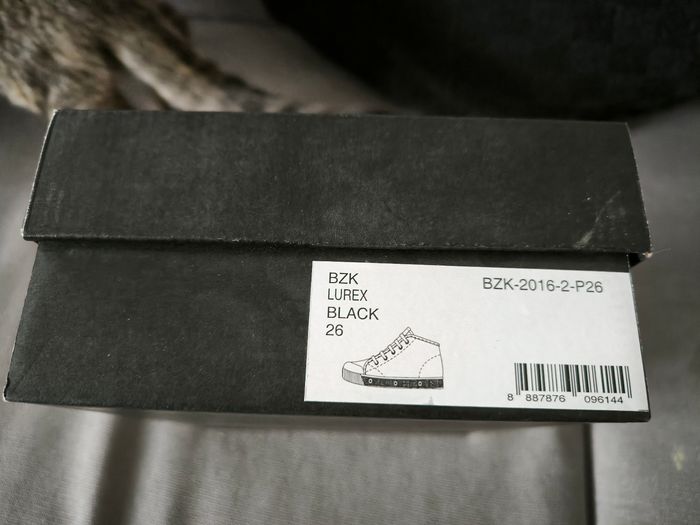 BZK
LUREX
BLACK
26
BZK-2016-2-P26
8 887876 096144